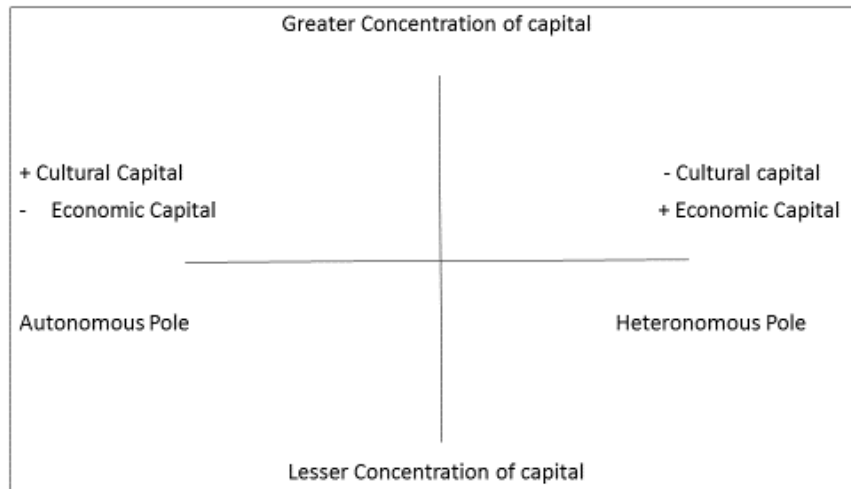 Greater Concentration of capital
+ Cultural Capital
- Cultural capital
- Economic Capital
+ Economic Capital
Autonomous Pole
Heteronomous Pole
Lesser Concentration of capital